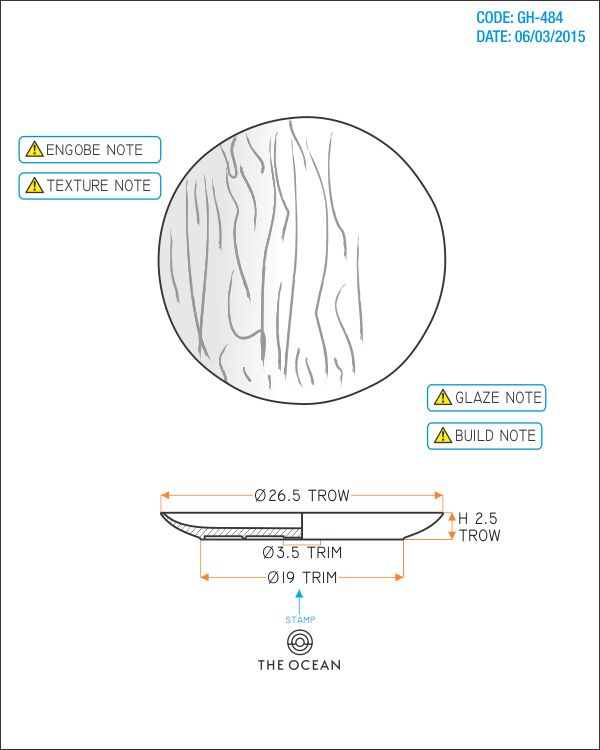 CODE: GH-484
DATE: 06/03/2015
ENGOBE NOTE
TEXTURE NOTE
GLAZE NOTE
BUILD NOTE
Ø26.5 TROW
H 2.5
TROW
Ø3.5 TRIM
Ø19 TRIM
STAMP
THE OCEAN